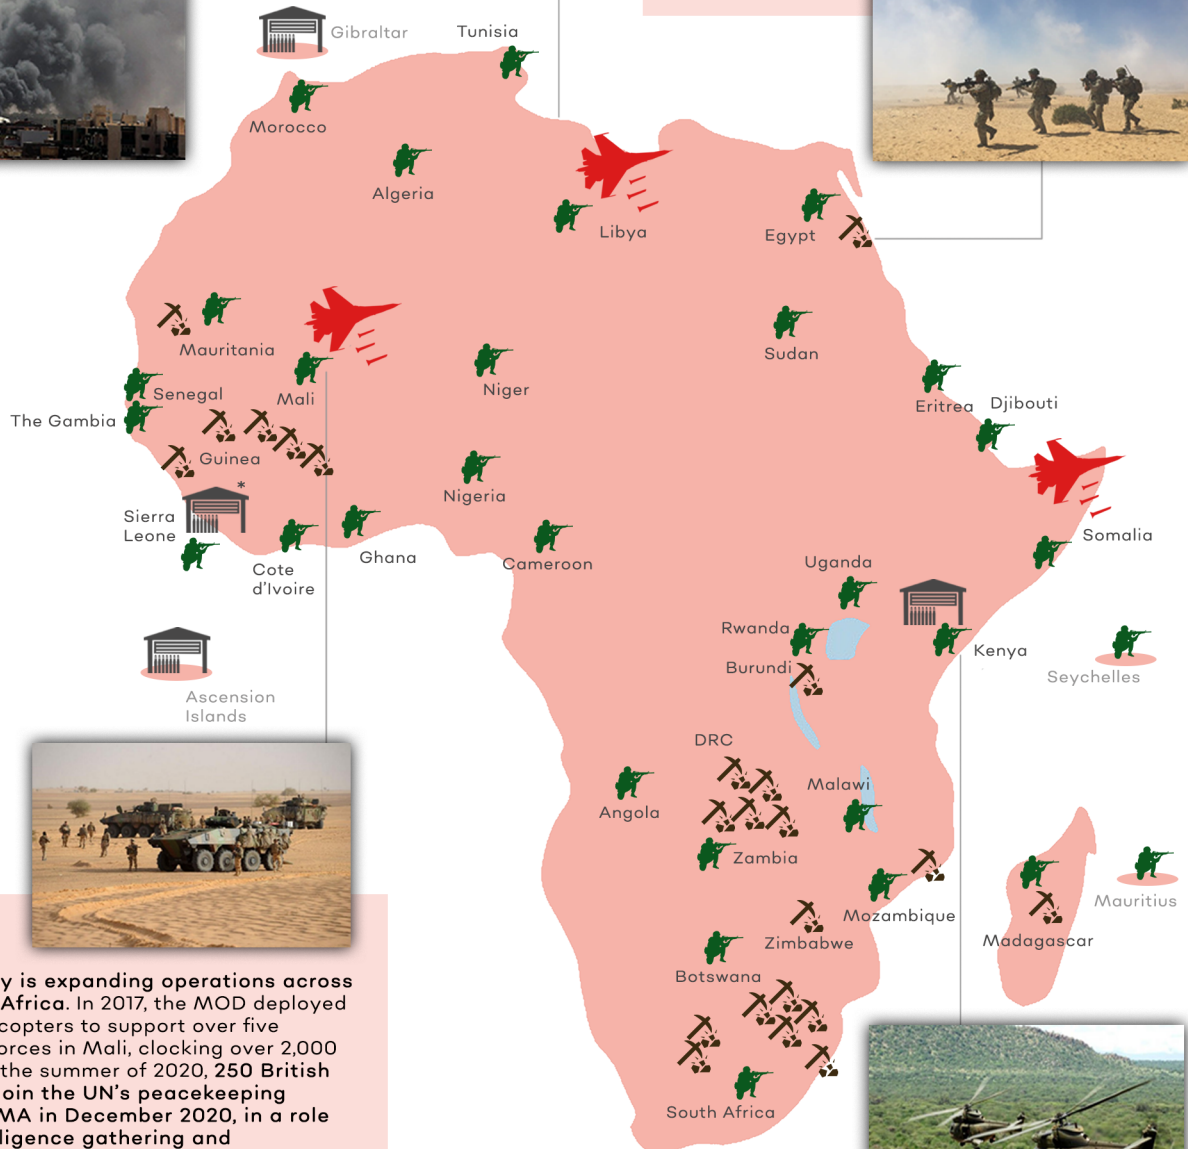 Gibraltar
Tunisia
Morocco
Algeria
Libya
Egypt
Mauritania
Sudan
Senegal
Mali
Niger
Eritrea
Djibouti
The Gambia
Guinea
Nigeria
*
Sierra
Leone
Cote
d'Ivoire
Ghana
Cameroon
Somalia
Uganda
Rwanda
Kenya
Burundi
Seychelles
Ascension
Islands
DRC
Malawi
Angola
Zambia
Mozambique
Mauritius
Zimbabwe
Madagascar
Botswana
South Africa
y is expanding operations across
Africa. In 2017, the MOD deployed
copters to support over five
orces in Mali, clocking over 2,000
the summer of 2020, 250 British
oin the UN's peacekeeping
MA in December 2020, in a role
ligence gathering and